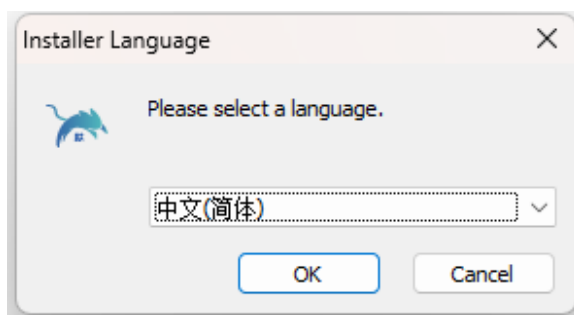 Installer Language
Please select a language.
中文(简体)
OK
Cancel